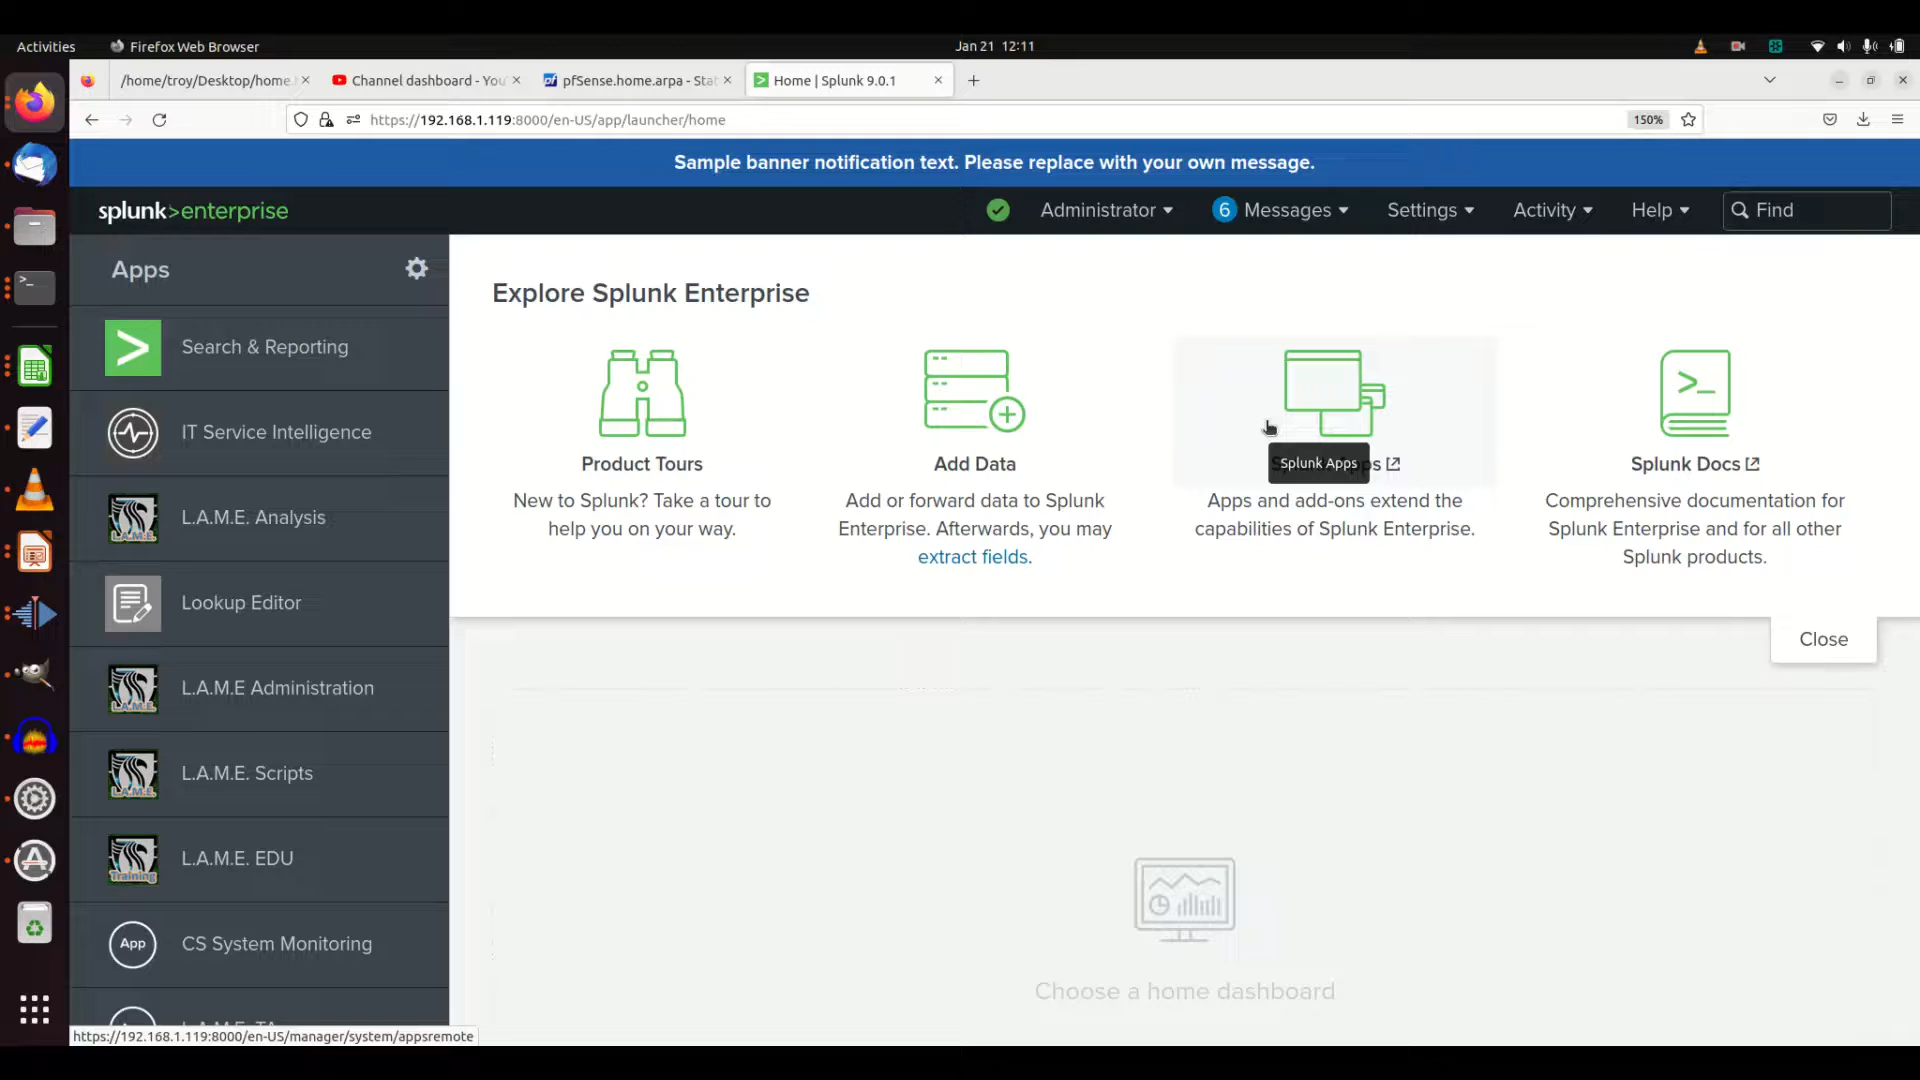 Activities
Firefox Web Browser
Jan 21 12:11
/home/troy/Desktop/home.
Channel dashboard - You
pfSense.home.arpa - Stat
Home | Splunk 9.0.1
https://192.168.1.119:8000/en-US/app/launcher/home
150%
Sample banner notification text. Please replace with your own message.
splunk>enterprise
Administrator
6 Messages
Settings
Activity
Help
Find
Apps
Explore Splunk Enterprise
Search & Reporting
IT Service Intelligence
L.A.M.E. Analysis
Lookup Editor
L.A.M.E Administration
L.A.M.E. Scripts
L.A.M.E. EDU
App CS System Monitoring
Product Tours
New to Splunk? Take a tour to
help you on your way.
Add Data
Add or forward data to Splunk
Enterprise. Afterwards, you may
extract fields.
Splunk Apps
Apps and add-ons extend the
capabilities of Splunk Enterprise.
Splunk Docs
Comprehensive documentation for
Splunk Enterprise and for all other
Splunk products.
Close
Choose a home dashboard
https://192.168.1.119:8000/en-US/manager/system/appsremote